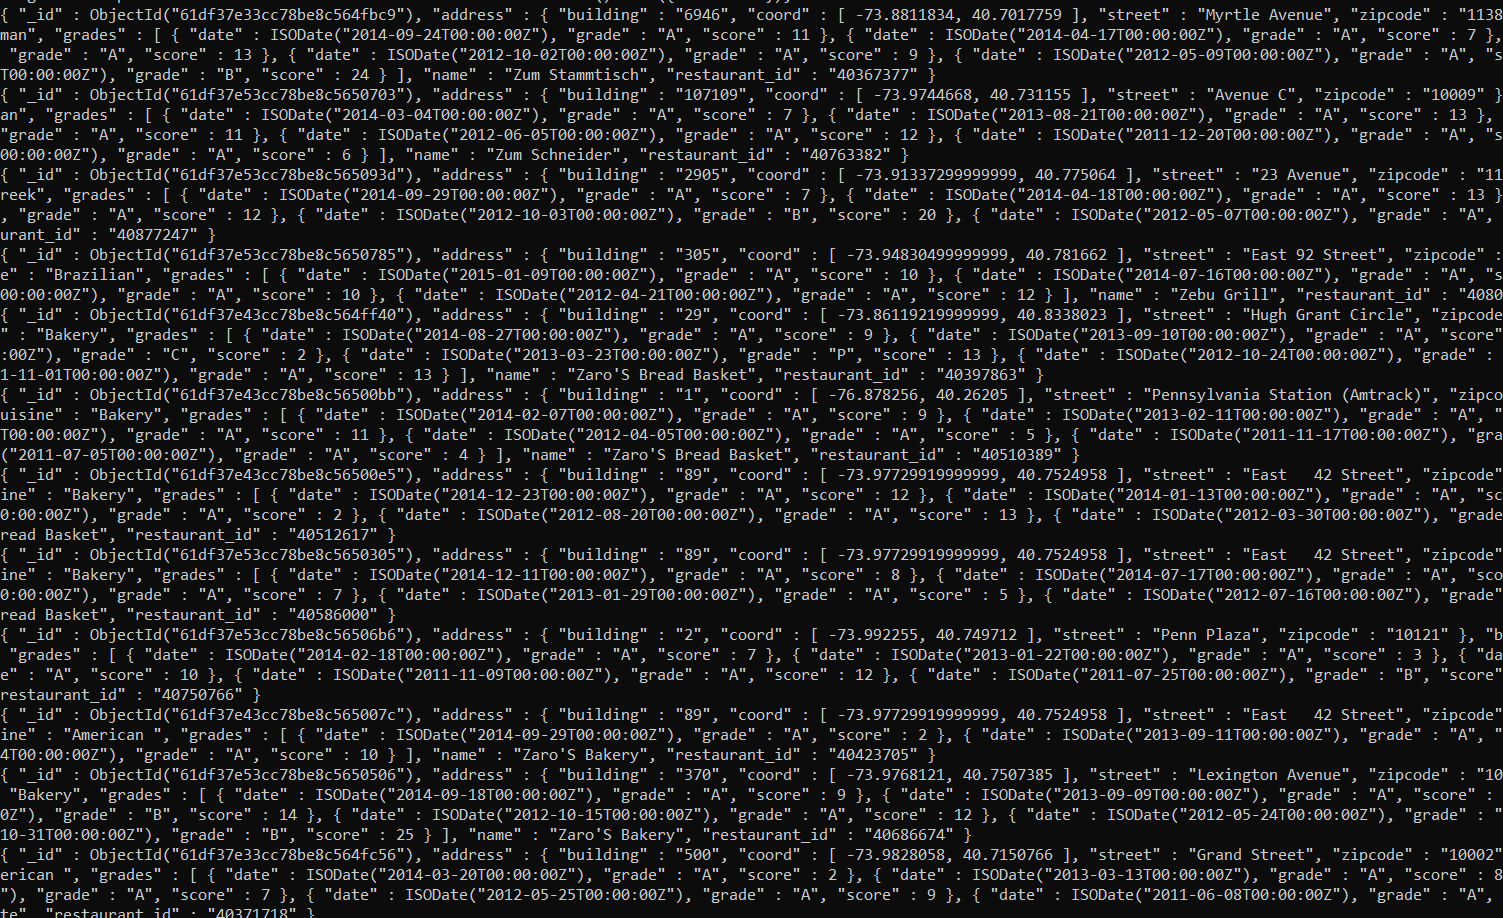 { "_id" : ObjectId("61df37e33cc78be8c564fbc9"), "address" : { "building" : "6946", "coord" : [ -73.8811834, 40.7017759 ], "street" : "Myrtle Avenue", "zipcode" : "1138
man", "grades" : [ { "date" : ISODate("2014-09-24T00:00:00Z"), "grade" : "A", "score" : 11 }, { "date" : ISODate("2014-04-17T00:00:00Z"), "grade" : "A", "score" : 7 },
"grade" : "A", "score" : 13 }, { "date" : ISODate("2012-10-02T00:00:00Z"), "grade" : "A", "score" : 9 }, { "date" : ISODate("2012-05-09T00:00:00Z"), "grade" : "A", "s
T00:00:00Z"), "grade" : "B", "score" : 24 } ], "name" : "Zum Stammtisch", "restaurant_id" : "40367377" }
{ "_id" : ObjectId("61df37e53cc78be8c5650703"), "address" : { "building" : "107109", "coord" : [ -73.9744668, 40.731155 ], "street" : "Avenue C", "zipcode" : "10009" }
an", "grades" : [ { "date" : ISODate("2014-03-04T00:00:00Z"), "grade" : "A", "score" : 7 }, { "date" : ISODate("2013-08-21T00:00:00Z"), "grade" : "A", "score" : 13 },
"grade" : "A", "score" : 11 }, { "date" : ISODate("2012-06-05T00:00:00Z"), "grade" : "A", "score" : 12 }, { "date" : ISODate("2011-12-20T00:00:00Z"), "grade" : "A", "s
00:00:00Z"), "grade" : "A", "score" : 6 } ], "name" : "Zum Schneider", "restaurant_id" : "40763382" }
{ "_id" : ObjectId("61df37e53cc78be8c565093d"), "address" : { "building" : "2905", "coord" : [ -73.91337299999999, 40.775064 ], "street" : "23 Avenue", "zipcode" : "11
reek", "grades" : [ { "date" : ISODate("2014-09-29T00:00:00Z"), "grade" : "A", "score" : 7 }, { "date" : ISODate("2014-04-18T00:00:00Z"), "grade" : "A", "score" : 13 }
, "grade" : "A", "score" : 12 }, { "date" : ISODate("2012-10-03T00:00:00Z"), "grade" : "B", "score" : 20 }, { "date" : ISODate("2012-05-07T00:00:00Z"), "grade" : "A",
urant_id" : "40877247" }
{ "_id" : ObjectId("61df37e53cc78be8c5650785"), "address" : { "building" : "305", "coord" : [ -73.94830499999999, 40.781662 ], "street" : "East 92 Street", "zipcode" :
e" : "Brazilian", "grades" : [ { "date" : ISODate("2015-01-09T00:00:00Z"), "grade" : "A", "score" : 10 }, { "date" : ISODate("2014-07-16T00:00:00Z"), "grade" : "A", "s
00:00:00Z"), "grade" : "A", "score" : 10 }, { "date" : ISODate("2012-04-21T00:00:00Z"), "grade" : "A", "score" : 12 } ], "name" : "Zebu Grill", "restaurant_id" : "4080
{ "_id" : ObjectId("61df37e43cc78be8c564ff40"), "address" : { "building" : "29", "coord" : [ -73.86119219999999, 40.8338023 ], "street" : "Hugh Grant Circle", "zipcode
" : "Bakery", "grades" : [ { "date" : ISODate("2014-08-27T00:00:00Z"), "grade" : "A", "score" : 9 }, { "date" : ISODate("2013-09-10T00:00:00Z"), "grade" : "A", "score"
:00Z"), "grade" : "C", "score" : 2 }, { "date" : ISODate("2013-03-23T00:00:00Z"), "grade" : "P", "score" : 13 }, { "date" : ISODate("2012-10-24T00:00:00Z"), "grade" :
1-11-01T00:00:00Z"), "grade" : "A", "score" : 13 } ], "name" : "Zaro'S Bread Basket", "restaurant_id" : "40397863" }
{ "_id" : ObjectId("61df37e43cc78be8c56500bb"), "address" : { "building" : "1", "coord" : [ -76.878256, 40.26205 ], "street" : "Pennsylvania Station (Amtrack)", "zipco
uisine" : "Bakery", "grades" : [ { "date" : ISODate("2014-02-07T00:00:00Z"), "grade" : "A", "score" : 9 }, { "date" : ISODate("2013-02-11T00:00:00Z"), "grade" : "A", "
T00:00:00Z"), "grade" : "A", "score" : 11 }, { "date" : ISODate("2012-04-05T00:00:00Z"), "grade" : "A", "score" : 5 }, { "date" : ISODate("2011-11-17T00:00:00Z"), "gra
("2011-07-05T00:00:00Z"), "grade" : "A", "score" : 4 } ], "name" : "Zaro'S Bread Basket", "restaurant_id" : "40510389" }
{ "_id" : ObjectId("61df37e43cc78be8c56500e5"), "address" : { "building" : "89", "coord" : [ -73.97729919999999, 40.7524958 ], "street" : "East   42 Street", "zipcode"
ine" : "Bakery", "grades" : [ { "date" : ISODate("2014-12-23T00:00:00Z"), "grade" : "A", "score" : 12 }, { "date" : ISODate("2014-01-13T00:00:00Z"), "grade" : "A", "sc
0:00:00Z"), "grade" : "A", "score" : 2 }, { "date" : ISODate("2012-08-20T00:00:00Z"), "grade" : "A", "score" : 13 }, { "date" : ISODate("2012-03-30T00:00:00Z"), "grade
read Basket", "restaurant_id" : "40512617" }
{ "_id" : ObjectId("61df37e53cc78be8c5650305"), "address" : { "building" : "89", "coord" : [ -73.97729919999999, 40.7524958 ], "street" : "East   42 Street", "zipcode"
ine" : "Bakery", "grades" : [ { "date" : ISODate("2014-12-11T00:00:00Z"), "grade" : "A", "score" : 8 }, { "date" : ISODate("2014-07-17T00:00:00Z"), "grade" : "A", "sco
0:00:00Z"), "grade" : "A", "score" : 7 }, { "date" : ISODate("2013-01-29T00:00:00Z"), "grade" : "A", "score" : 5 }, { "date" : ISODate("2012-07-16T00:00:00Z"), "grade"
read Basket", "restaurant_id" : "40586000" }
{ "_id" : ObjectId("61df37e53cc78be8c56506b6"), "address" : { "building" : "2", "coord" : [ -73.992255, 40.749712 ], "street" : "Penn Plaza", "zipcode" : "10121" }, "b
"grades" : [ { "date" : ISODate("2014-02-18T00:00:00Z"), "grade" : "A", "score" : 7 }, { "date" : ISODate("2013-01-22T00:00:00Z"), "grade" : "A", "score" : 3 }, { "da
e" : "A", "score" : 10 }, { "date" : ISODate("2011-11-09T00:00:00Z"), "grade" : "A", "score" : 12 }, { "date" : ISODate("2011-07-25T00:00:00Z"), "grade" : "B", "score"
restaurant_id" : "40750766" }
{ "_id" : ObjectId("61df37e43cc78be8c565007c"), "address" : { "building" : "89", "coord" : [ -73.97729919999999, 40.7524958 ], "street" : "East   42 Street", "zipcode"
ine" : "American ", "grades" : [ { "date" : ISODate("2014-09-29T00:00:00Z"), "grade" : "A", "score" : 2 }, { "date" : ISODate("2013-09-11T00:00:00Z"), "grade" : "A", "
4T00:00:00Z"), "grade" : "A", "score" : 10 } ], "name" : "Zaro'S Bakery", "restaurant_id" : "40423705" }
{ "_id" : ObjectId("61df37e53cc78be8c5650506"), "address" : { "building" : "370", "coord" : [ -73.9768121, 40.7507385 ], "street" : "Lexington Avenue", "zipcode" : "10
"Bakery", "grades" : [ { "date" : ISODate("2014-09-18T00:00:00Z"), "grade" : "A", "score" : 9 }, { "date" : ISODate("2013-09-09T00:00:00Z"), "grade" : "A", "score" :
0Z"), "grade" : "B", "score" : 14 }, { "date" : ISODate("2012-10-15T00:00:00Z"), "grade" : "A", "score" : 12 }, { "date" : ISODate("2012-05-24T00:00:00Z"), "grade" : "
10-31T00:00:00Z"), "grade" : "B", "score" : 25 } ], "name" : "Zaro'S Bakery", "restaurant_id" : "40686674" }
{ "_id" : ObjectId("61df37e33cc78be8c564fc56"), "address" : { "building" : "500", "coord" : [ -73.9828058, 40.7150766 ], "street" : "Grand Street", "zipcode" : "10002"
erican ", "grades" : [ { "date" : ISODate("2014-03-20T00:00:00Z"), "grade" : "A", "score" : 2 }, { "date" : ISODate("2013-03-13T00:00:00Z"), "grade" : "A", "score" : 8
"), "grade" : "A", "score" : 7 }, { "date" : ISODate("2012-05-25T00:00:00Z"), "grade" : "A", "score" : 9 }, { "date" : ISODate("2011-06-08T00:00:00Z"), "grade" : "A",
te", "restaurant_id" : "40371718" }